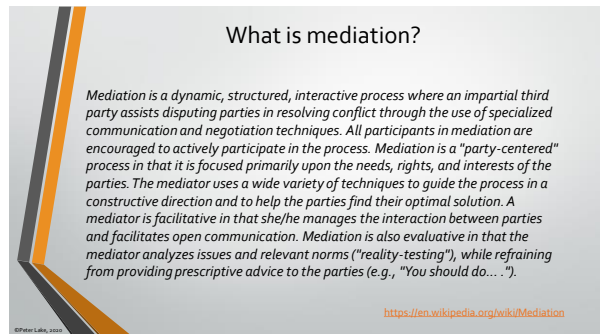 What is mediation?
Mediation is a dynamic, structured, interactive process where an impartial third
party assists disputing parties in resolving conflict through the use of specialized
communication and negotiation techniques. All participants in mediation are
encouraged to actively participate in the process. Mediation is a "party-centered"
process in that it is focused primarily upon the needs, rights, and interests of the
parties. The mediator uses a wide variety of techniques to guide the process in a
constructive direction and to help the parties find their optimal solution. A
mediator is facilitative in that she/he manages the interaction between parties
and facilitates open communication. Mediation is also evaluative in that the
mediator analyzes issues and relevant norms ("reality-testing"), while refraining
from providing prescriptive advice to the parties (e.g., "You should do... .").
https://en.wikipedia.org/wiki/Mediation
©Peter Lake, 2020